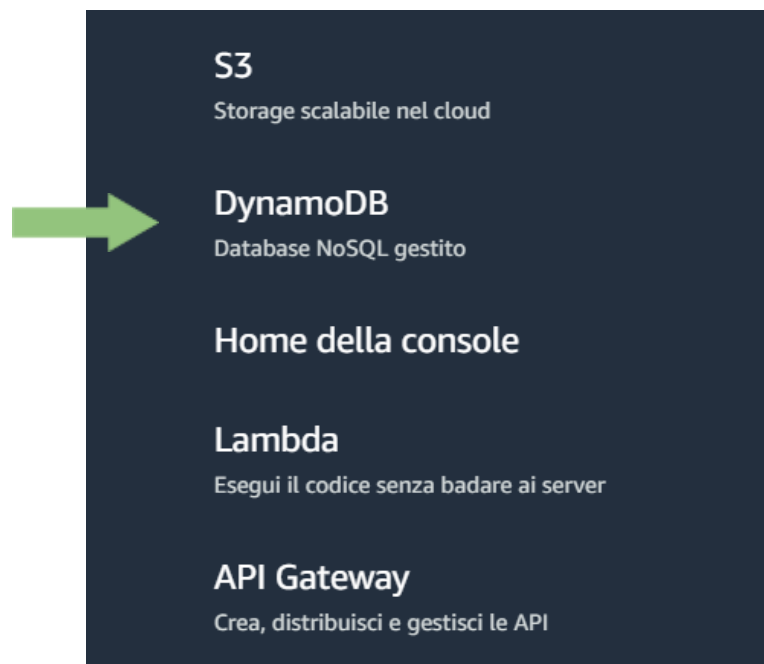 S3
Storage scalabile nel cloud
DynamoDB
Database NoSQL gestito
Home della console
Lambda
Esegui il codice senza badare ai server
API Gateway
Crea, distribuisci e gestisci le API